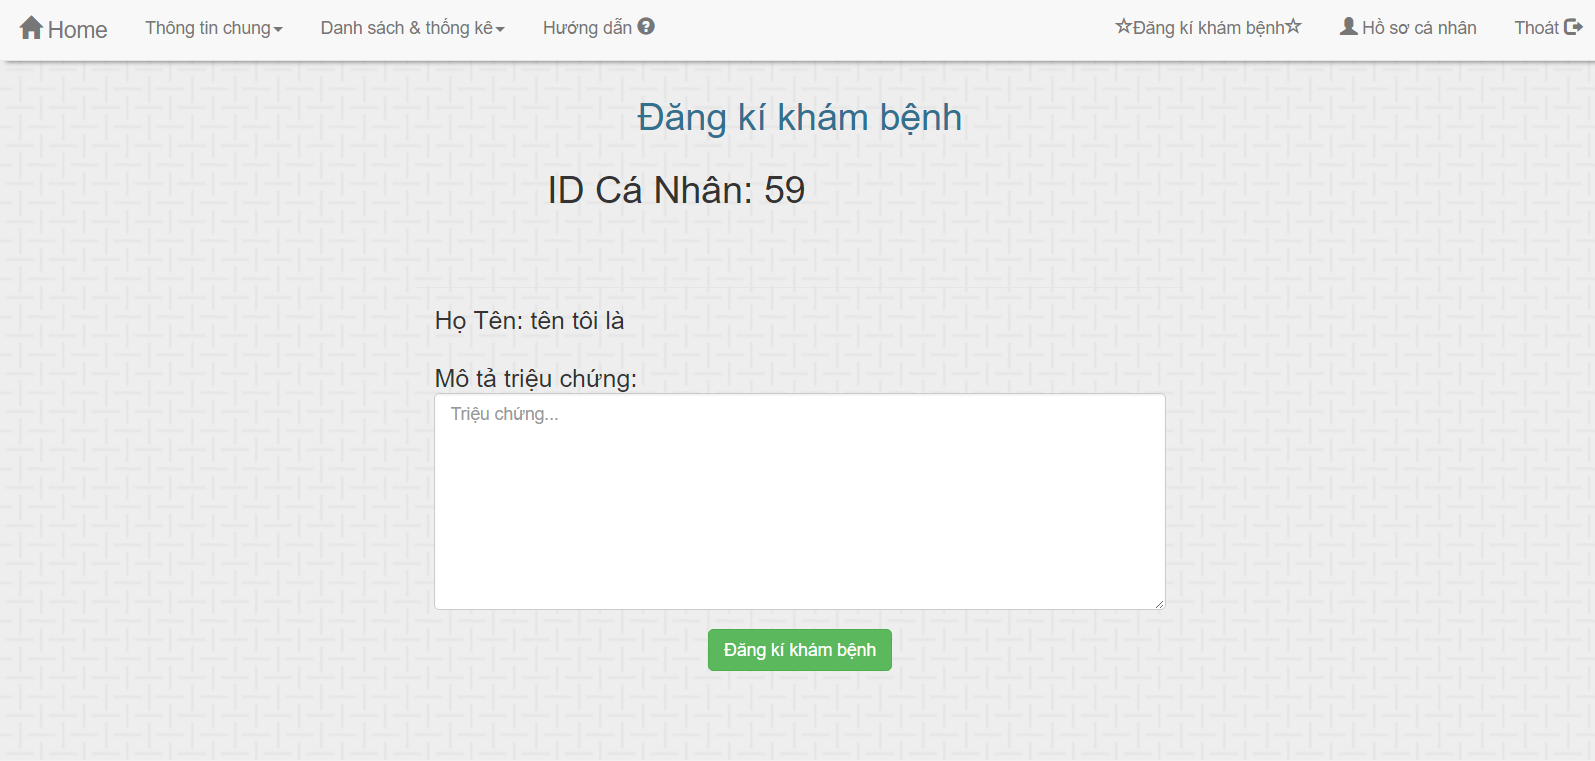 Home Thông tin chung Danh sách & thống kê Hướng dẫn ☆Đăng kí khám bệnh☆ Hồ sơ cá nhân Thoát
Đăng kí khám bệnh
ID Cá Nhân: 59
Họ Tên: tên tôi là
Mô tả triệu chứng:
Triệu chứng...
Đăng kí khám bệnh